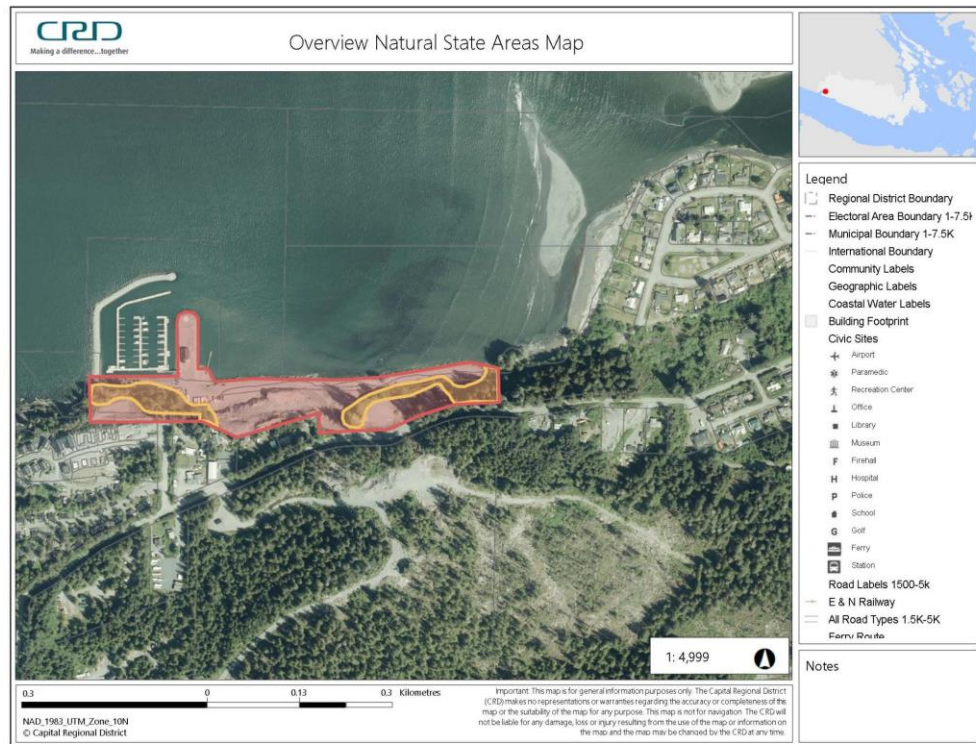 CRD
Making a difference...together
Overview Natural State Areas Map
Legend
Regional District Boundary
Electoral Area Boundary 1-7.5K
Municipal Boundary 1-7.5K
International Boundary
Community Labels
Geographic Labels
Coastal Water Labels
Building Footprint
Civic Sites
Airport
Paramedic
Recreation Center
Office
Library
Museum
F Firehall
H Hospital
P Police
School
G Golf
Ferry
Station
Road Labels 1500-5k
E & N Railway
All Road Types 1.5K-5K
Ferry Route
1: 4,999
Notes
0.3 0 0.13 0.3 Kilometres
NAD_1983_UTM_Zone_10N
© Capital Regional District
Important: This map is for general information purposes only. The Capital Regional District
(CRD) makes no representations or warranties regarding the accuracy or completeness of this
map or the suitability of the map for any purpose. This map is not for navigation. The CRD will
not be liable for any damage, loss or injury resulting from the use of the map or information on
the map and the map may be changed by the CRD at any time.